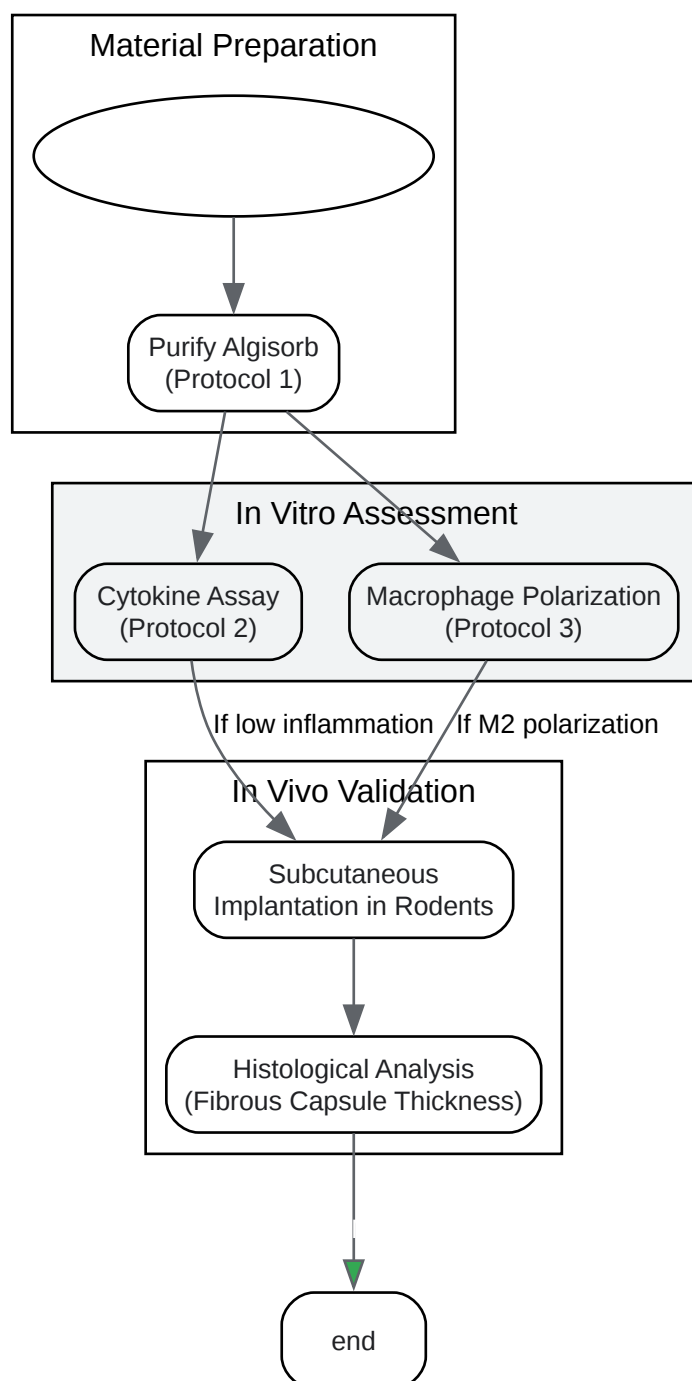 Material Preparation
Purify Algisorb
(Protocol 1)
In Vitro Assessment
Cytokine Assay
(Protocol 2)
Macrophage Polarization
(Protocol 3)
If low inflammation
If M2 polarization
In Vivo Validation
Subcutaneous
Implantation in Rodents
Histological Analysis
(Fibrous Capsule Thickness)
end